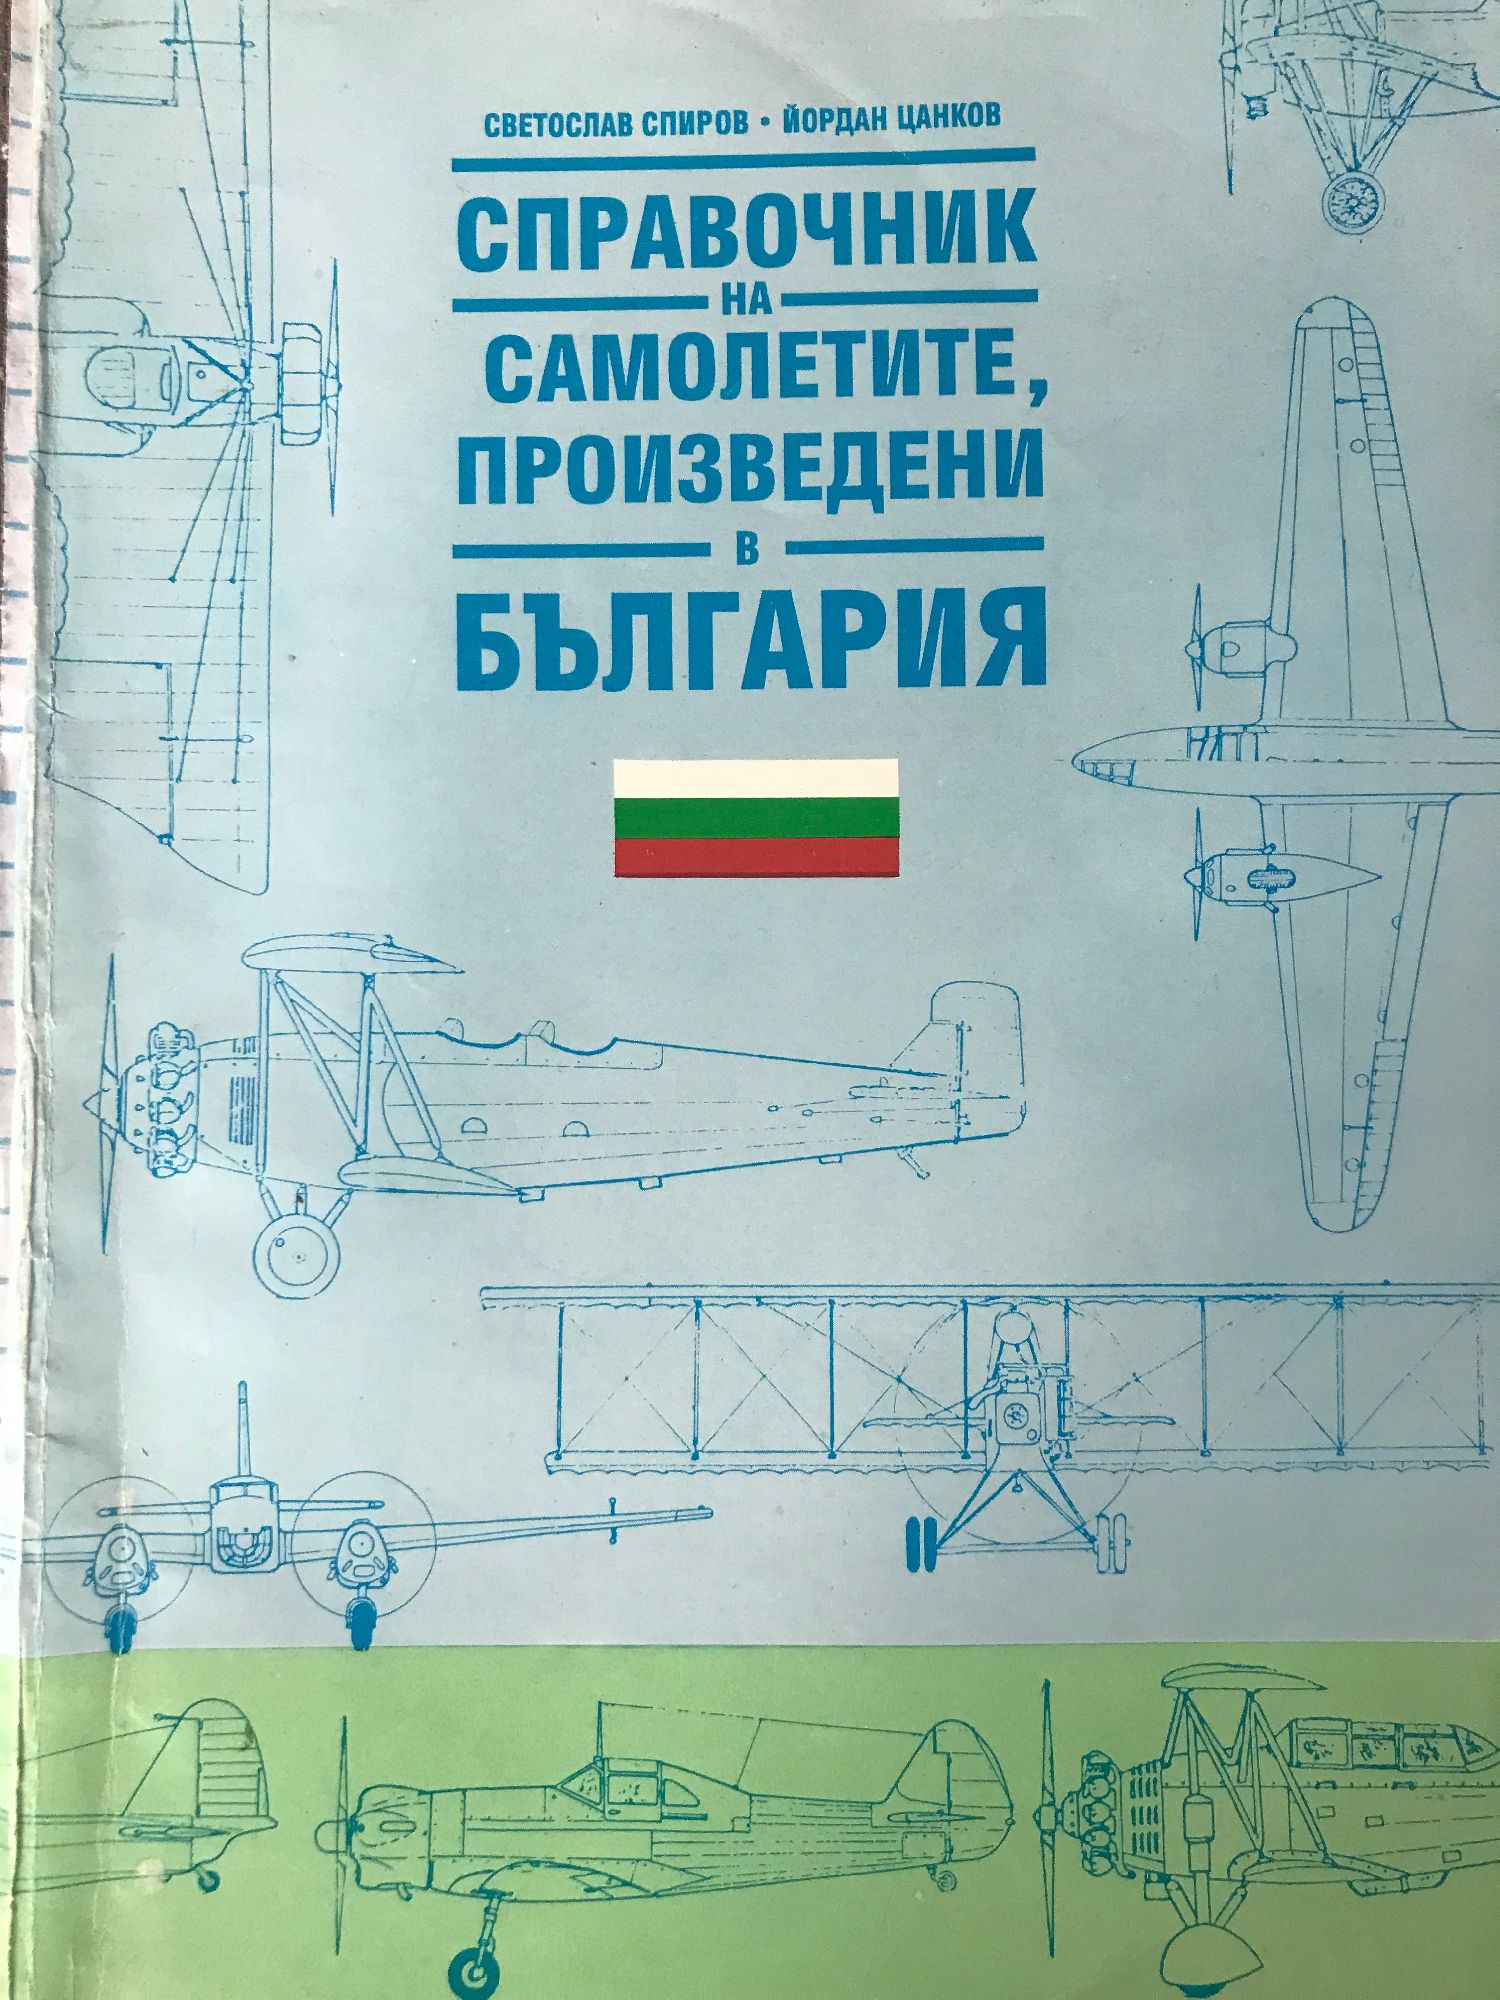 СВЕТОСЛАВ СПИРОВ • ЙОРДАН ЦАНКОВ
СПРАВОЧНИК
НА
САМОЛЕТИТЕ,
ПРОИЗВЕДЕНИ
В
БЪЛГАРИЯ